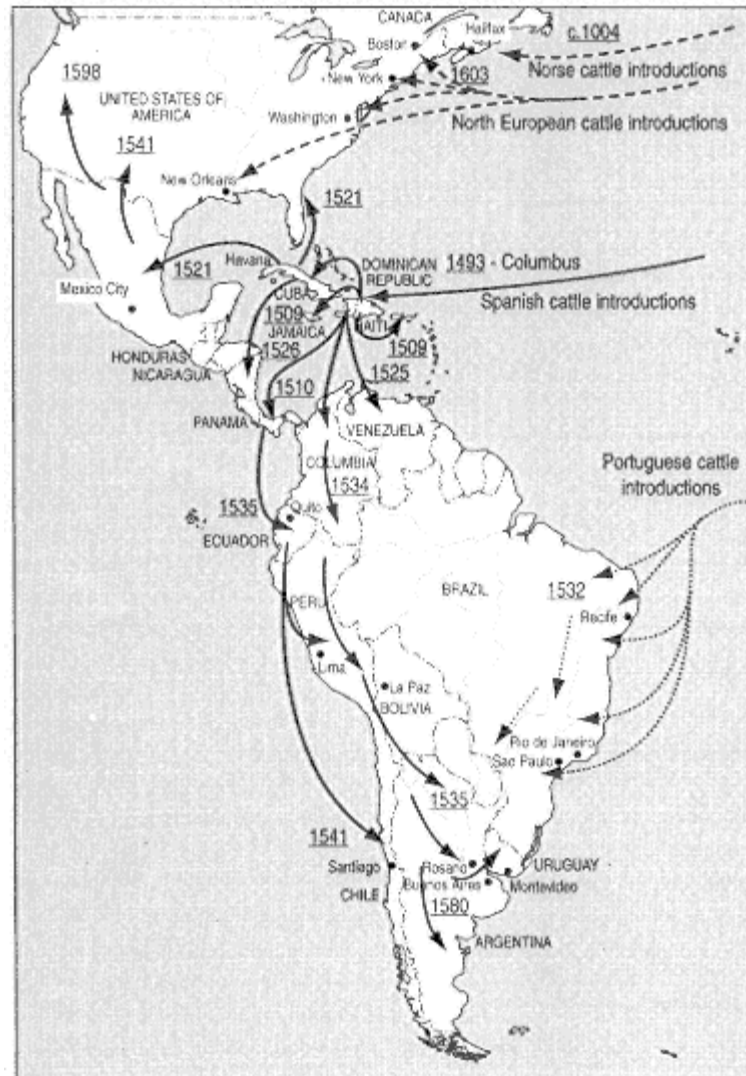 CANADA
Halifax
c.1004
Boston
1598
New York
1603
Norse cattle introductions
UNITED STATES OF
AMERICA
Washington
North European cattle introductions
1541
New Orleans
1521
Havana
DOMINICAN
REPUBLIC
1493 - Columbus
1521
Mexico City
CUBA
Spanish cattle introductions
1509
JAMAICA
HAITI
1509
HONDURAS
1526
NICARAGUA
1525
1510
PANAMA
VENEZUELA
COLUMBIA
Portuguese cattle
introductions
1534
1535
Quito
ECUADOR
BRAZIL
1532
PERU
Recife
Lima
La Paz
BOLIVIA
Rio de Janeiro
Sao Paulo
1535
1541
Santiago
Rosario
URUGUAY
Buenos Aires
Montevideo
CHILE
1580
ARGENTINA